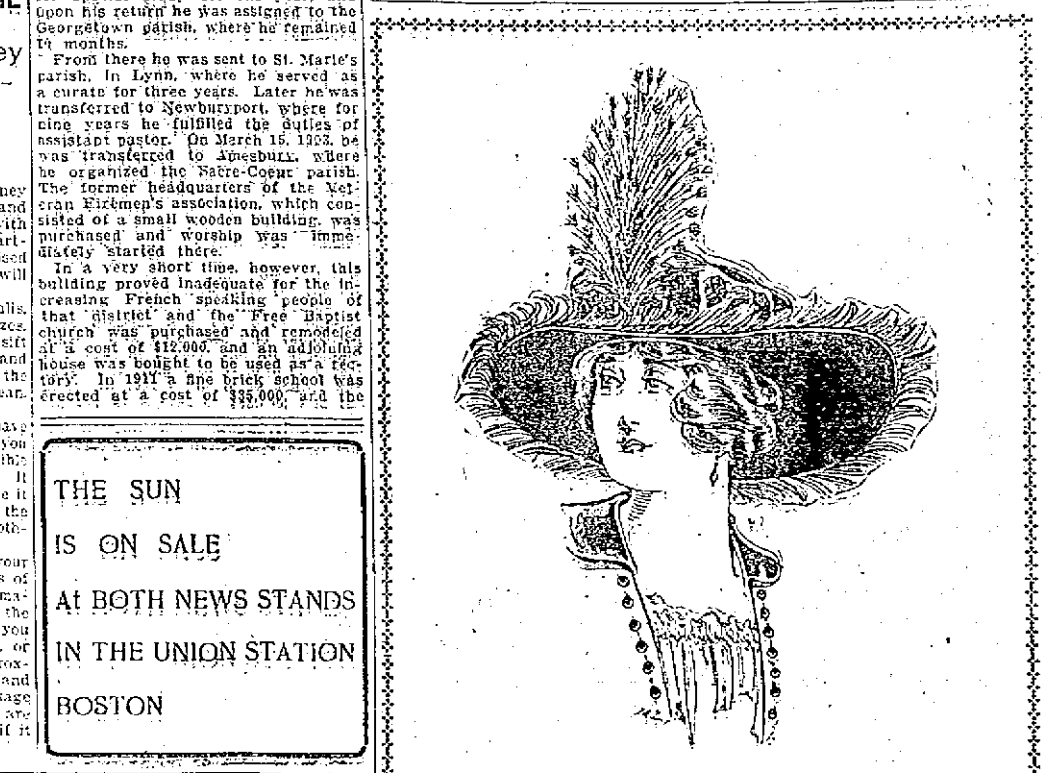 upon his return he was assigned to the
Georgetown parish, where he remained
19 months.
From there he was sent to St. Marie's
parish, in Lynn, where he served as
a curate for three years. Later he was
transferred to Newburyport, where for
nine years he fulfilled the duties of
assistant pastor. On March 15, 1903, he
was transferred to Amesbury, where
he organized the Sacre-Coeur parish.
The former headquarters of the Vet-
eran Firemen's association, which con-
sisted of a small wooden building, was
purchased and worship was imme-
diately started there.
In a very short time, however, this
building proved inadequate for the in-
creasing French speaking people of
that district and the Free Baptist
church was purchased and remodeled
at a cost of $12,000, and an adjoining
house was bought to be used as a rec-
tory. In 1911 a fine brick school was
erected at a cost of $35,000, and the
THE SUN
IS ON SALE
At BOTH NEWS STANDS
IN THE UNION STATION
BOSTON